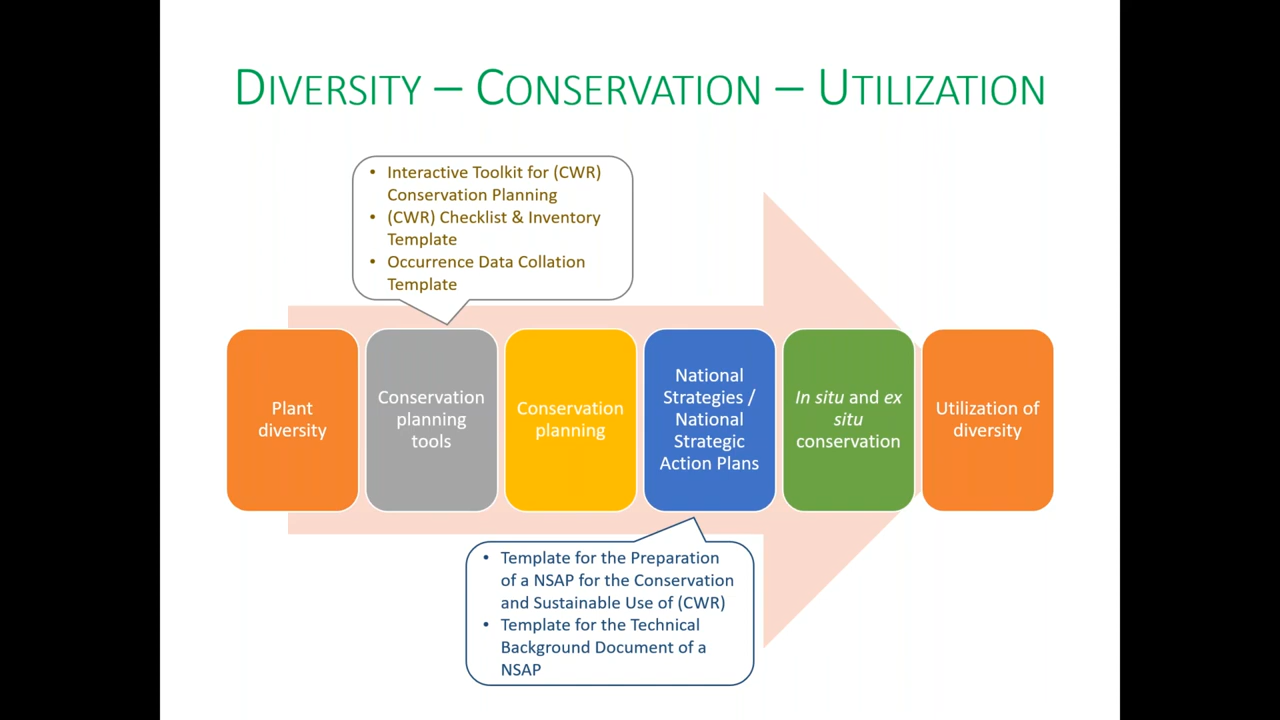 DIVERSITY – CONSERVATION – UTILIZATION
• Interactive Toolkit for (CWR)
Conservation Planning
• (CWR) Checklist & Inventory
Template
• Occurrence Data Collation
Template
Plant
diversity
Conservation
planning
tools
Conservation
planning
National
Strategies /
National
Strategic
Action Plans
In situ and ex
situ
conservation
Utilization of
diversity
• Template for the Preparation
of a NSAP for the Conservation
and Sustainable Use of (CWR)
• Template for the Technical
Background Document of a
NSAP